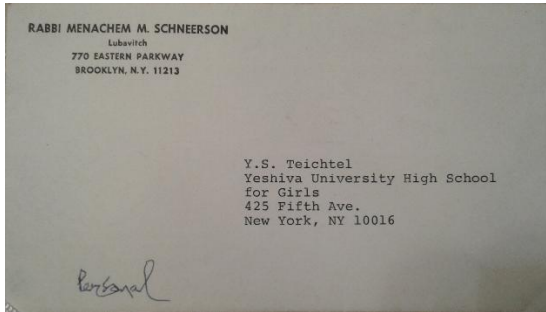 RABBI MENACHEM M. SCHNEERSON
Lubavitch
770 EASTERN PARKWAY
BROOKLYN, N.Y. 11213
Y.S. Teichtel
Yeshiva University High School
for Girls
425 Fifth Ave.
New York, NY 10016
Personal